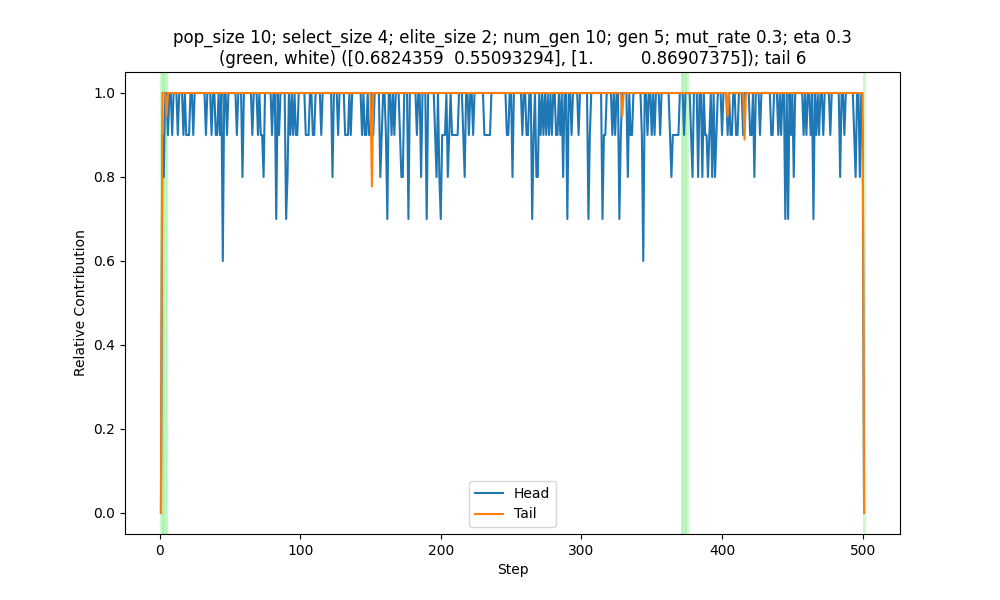 pop_size 10; select_size 4; elite_size 2; num_gen 10; gen 5; mut_rate 0.3; eta 0.3
(green, white) ([0.6824359  0.55093294], [1.         0.86907375]); tail 6
1.0
0.8
0.6
0.4
0.2
0.0
Relative Contribution
Head
Tail
0
100
200
300
400
500
Step